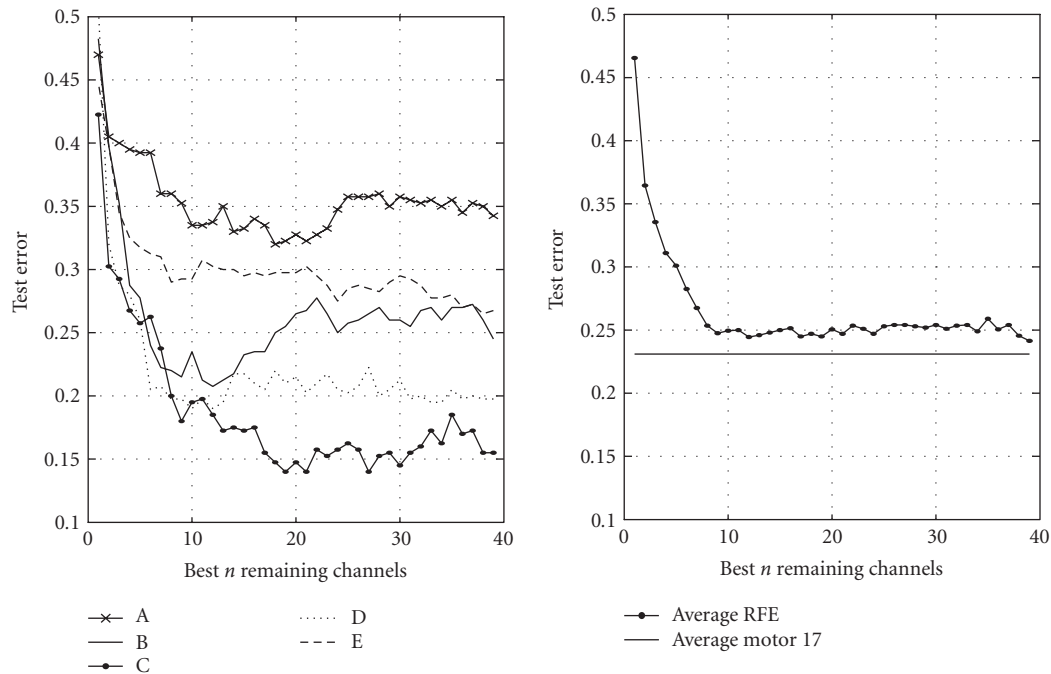 0.5
0.45
0.4
0.35
0.3
0.25
0.2
0.15
0.1
Test error
0 10 20 30 40
Best n remaining channels
A
B
C
D
E
0.5
0.45
0.4
0.35
0.3
0.25
0.2
0.15
0.1
Test error
0 10 20 30 40
Best n remaining channels
Average RFE
Average motor 17